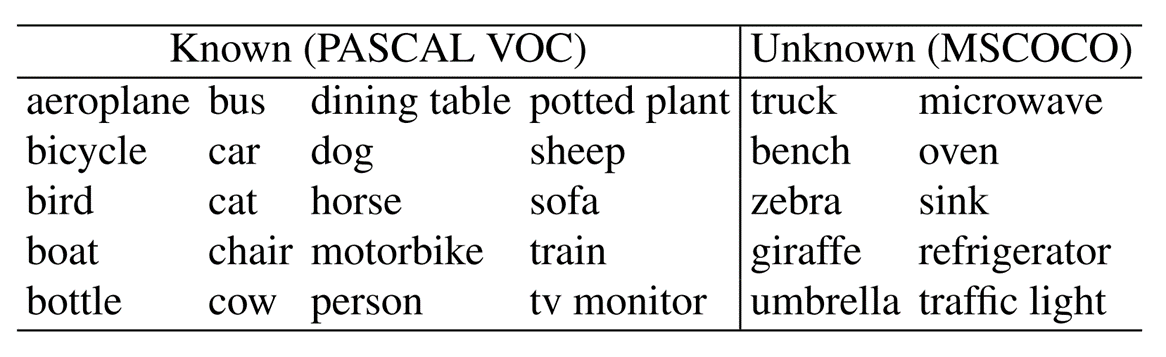 Known (PASCAL VOC) Unknown (MSCOCO)
aeroplane bus dining table potted plant truck microwave
bicycle car dog sheep bench oven
bird cat horse sofa zebra sink
boat chair motorbike train giraffe refrigerator
bottle cow person tv monitor umbrella traffic light